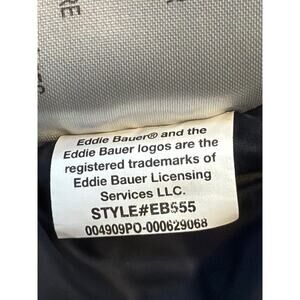 Eddie Bauer® and the
Eddie Bauer logos are the
registered trademarks of
Eddie Bauer Licensing
Services LLC.
STYLE#EB555
004909PO-000629068